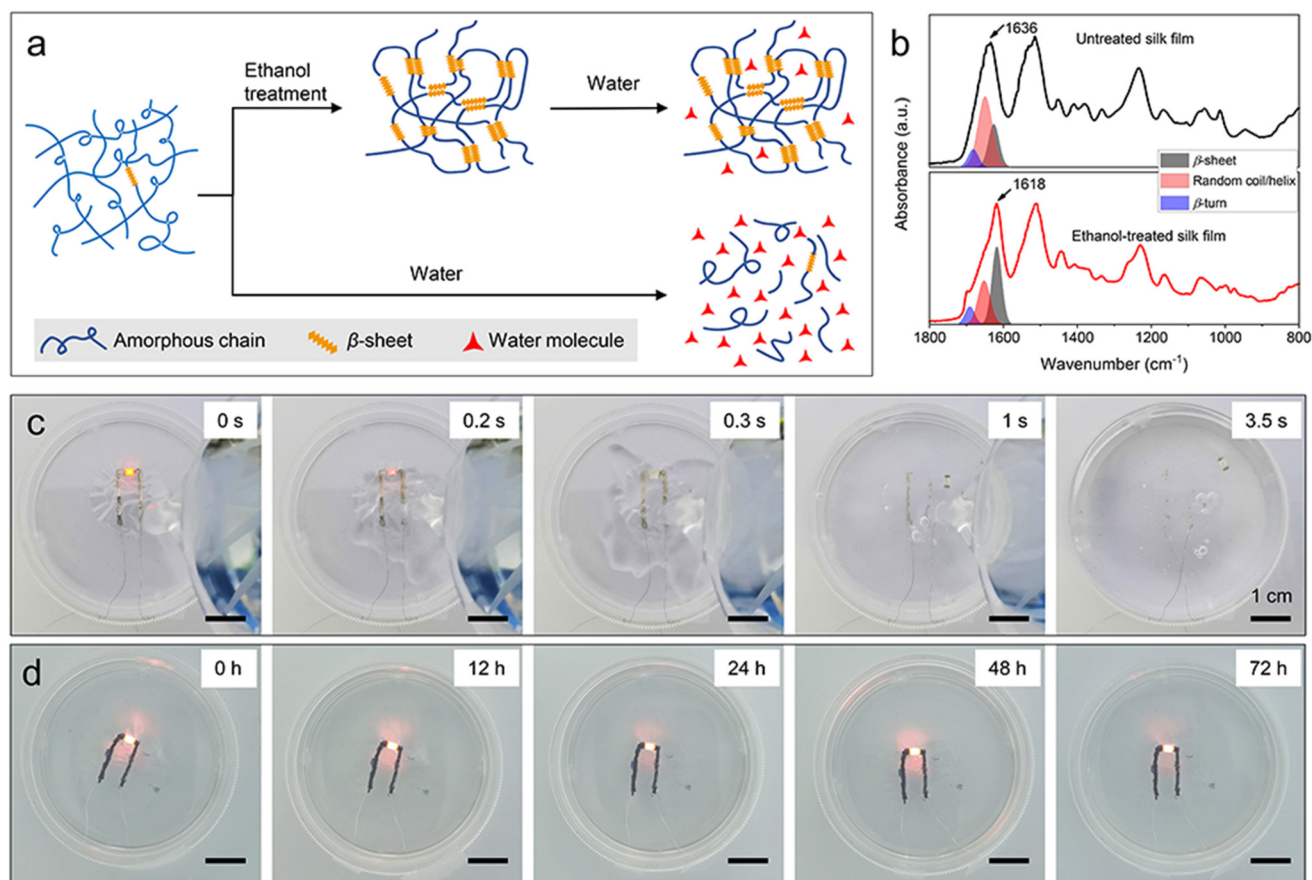 a
Ethanol
treatment
Water
Water
Amorphous chain
β-sheet
Water molecule
b
Absorbance (a.u.)
1636
Untreated silk film
β-sheet
Random coil/helix
β-turn
1618
Ethanol-treated silk film
1800 1600 1400 1200 1000 800
Wavenumber (cm⁻¹)
c
0 s
0.2 s
0.3 s
1 s
3.5 s
1 cm
d
0 h
12 h
24 h
48 h
72 h